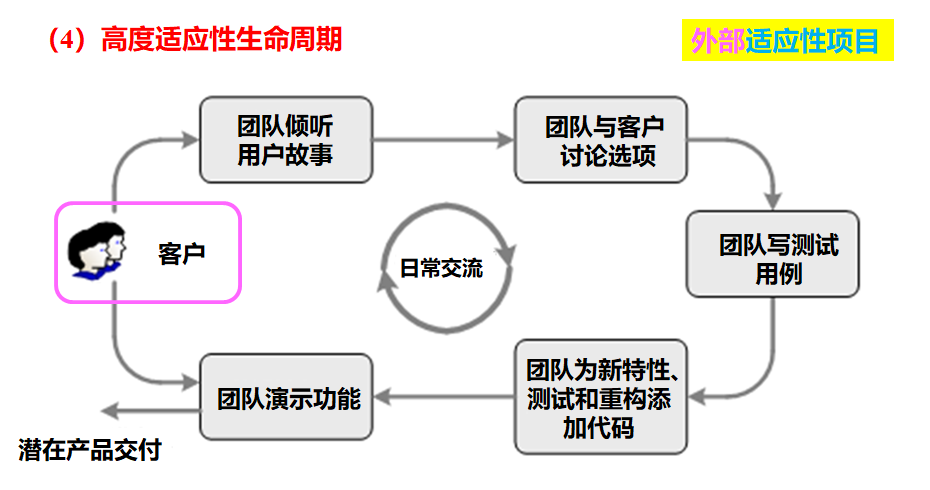 （4）高度适应性生命周期
外部适应性项目
团队倾听
用户故事
团队与客户
讨论选项
客户
日常交流
团队写测试
用例
团队演示功能
团队为新特性、
测试和重构添
加代码
潜在产品交付